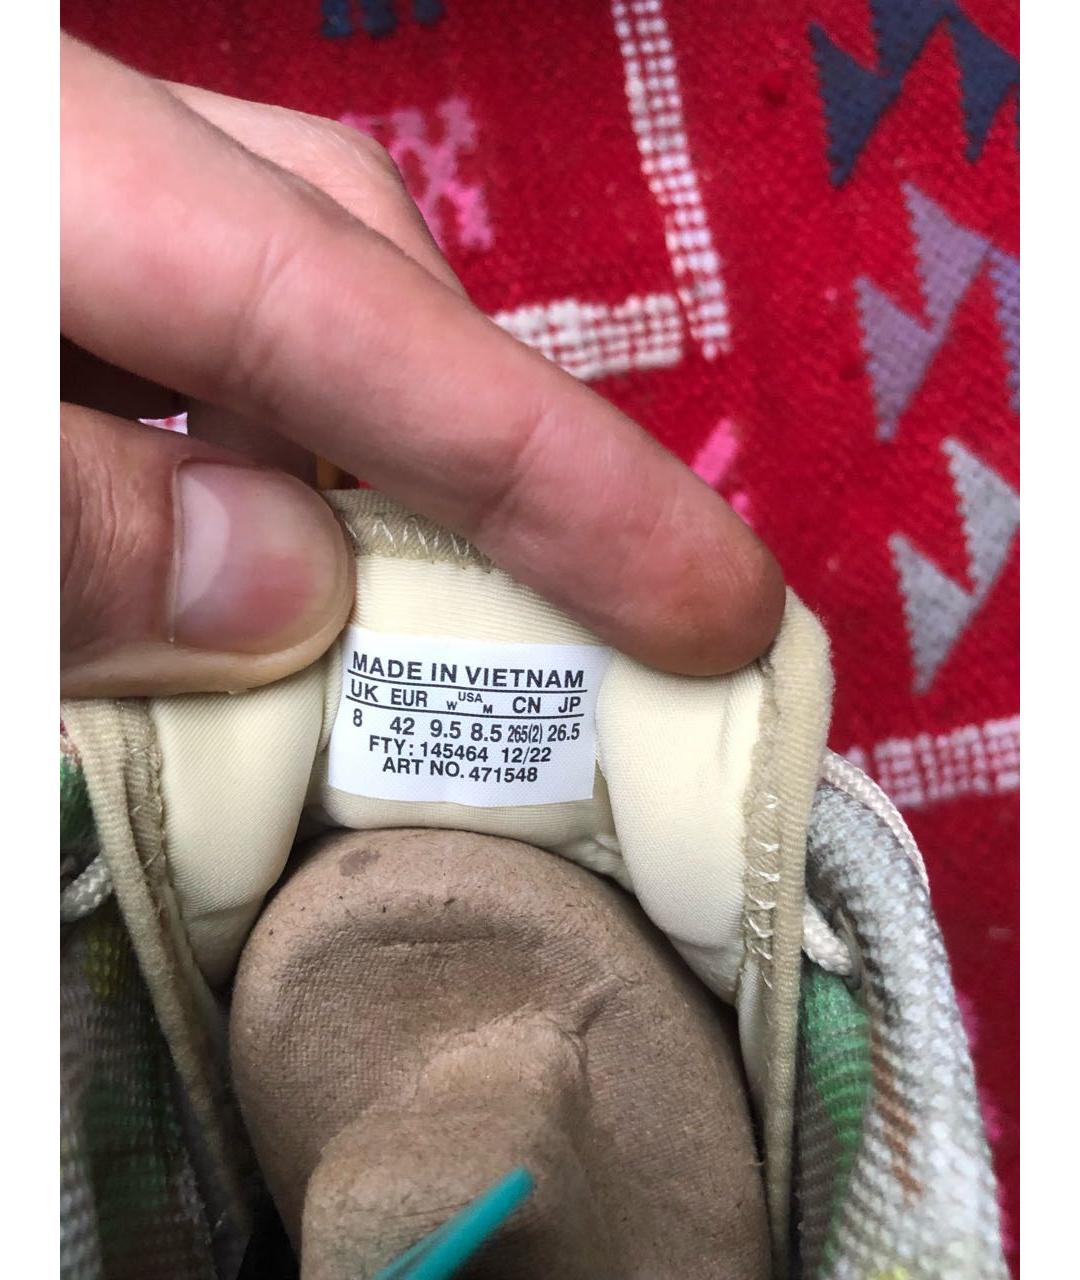 MADE IN VIETNAM
UK EUR W USA M CN JP
8 42 9.5 8.5 265(2) 26.5
FTY: 145464 12/22
ART NO. 471548